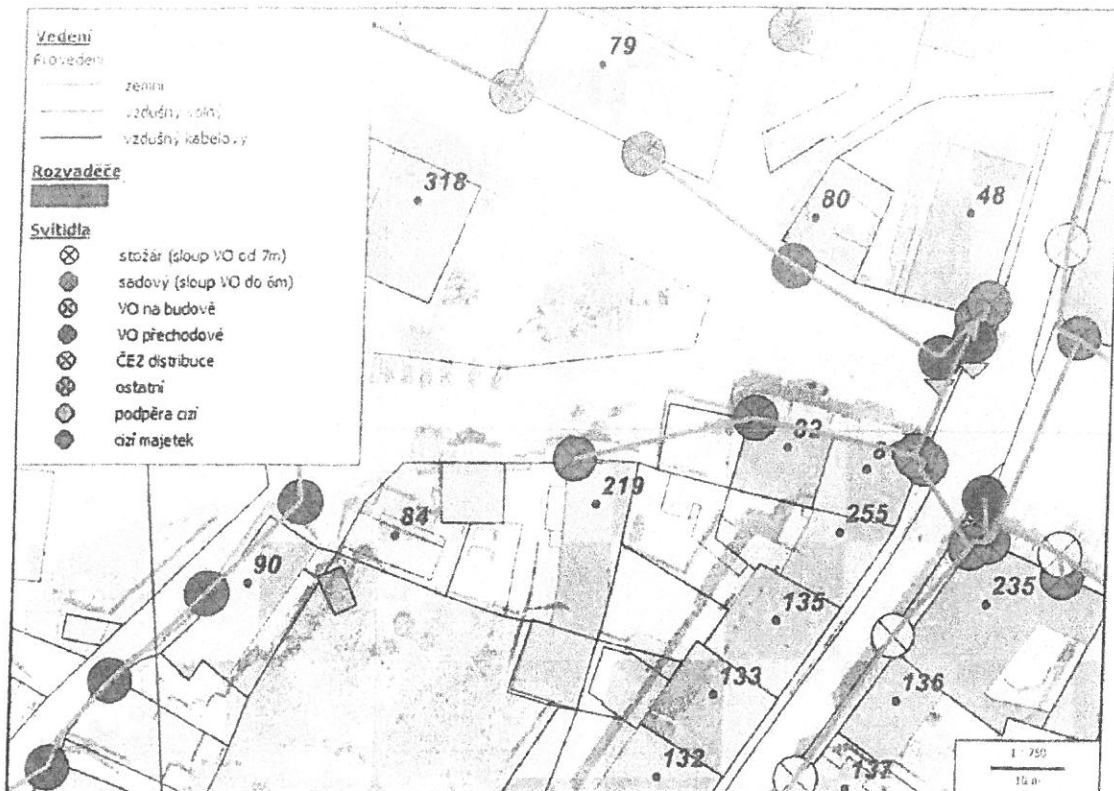 Vedení
Provedení
zemní
vzdušný volný
vzdušný kabelový
Rozvaděče
Svítidla
stožár (sloup VO od 7m)
sadový (sloup VO do 6m)
VO na budově
VO přechodové
ČEZ distribuce
ostatní
podpěra cizí
cizí majetek
79
318
80
48
82
219
84
255
90
235
135
133
136
132
137
1 : 750
10 m